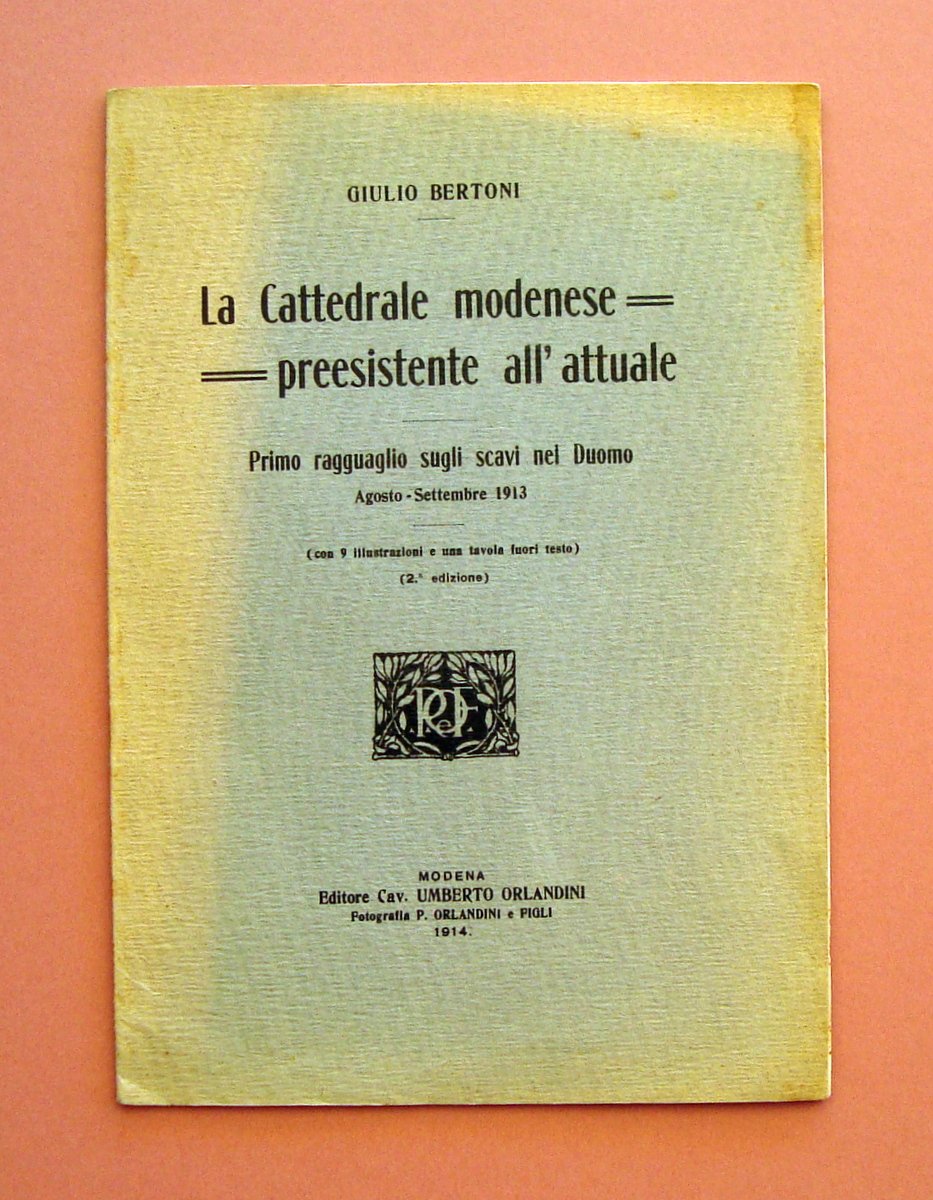 GIULIO BERTONI
La Cattedrale modenese
preesistente all' attuale
Primo ragguaglio sugli scavi nel Duomo
Agosto - Settembre 1913
(con 9 illustrazioni e una tavola fuori testo)
(2.ª edizione)
MODENA
Editore Cav. UMBERTO ORLANDINI
Fotografia P. ORLANDINI e FIGLI
1914.